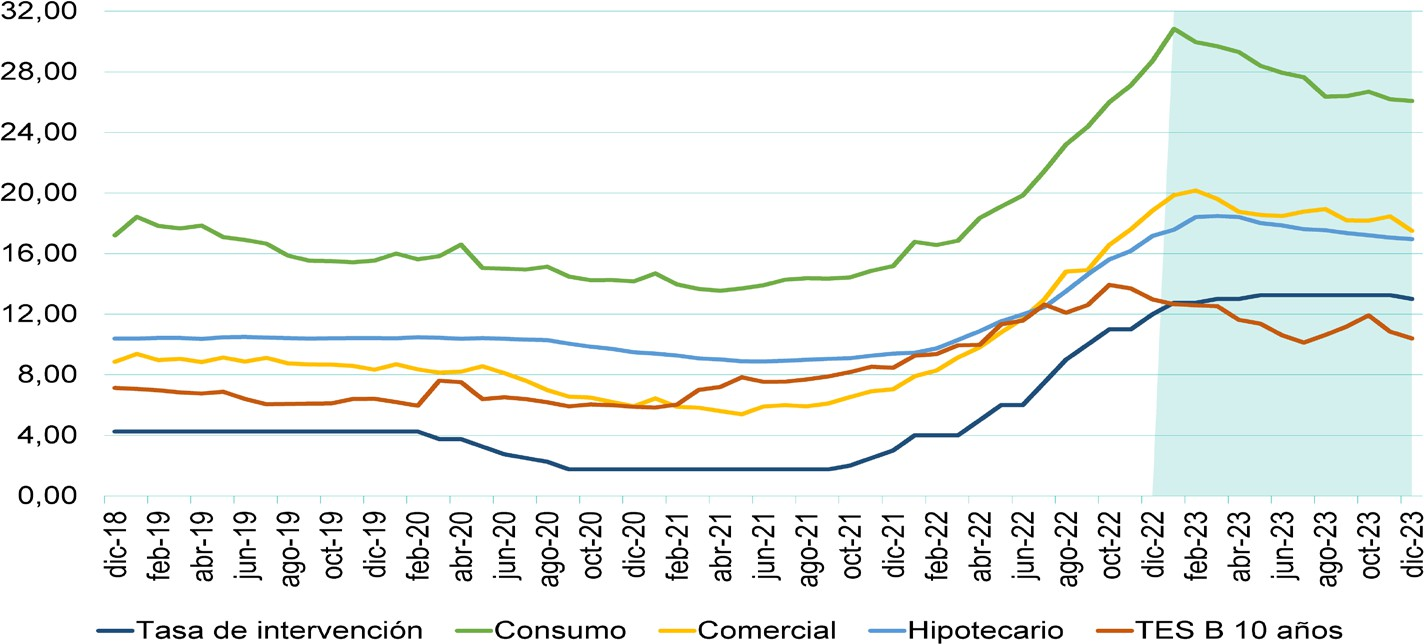 32,00
28,00
24,00
20,00
16,00
12,00
8,00
4,00
0,00
dic-18
feb-19
abr-19
jun-19
ago-19
oct-19
dic-19
feb-20
abr-20
jun-20
ago-20
oct-20
dic-20
feb-21
abr-21
jun-21
ago-21
oct-21
dic-21
feb-22
abr-22
jun-22
ago-22
oct-22
dic-22
feb-23
abr-23
jun-23
ago-23
oct-23
dic-23
Tasa de intervención Consumo Comercial Hipotecario TES B 10 años